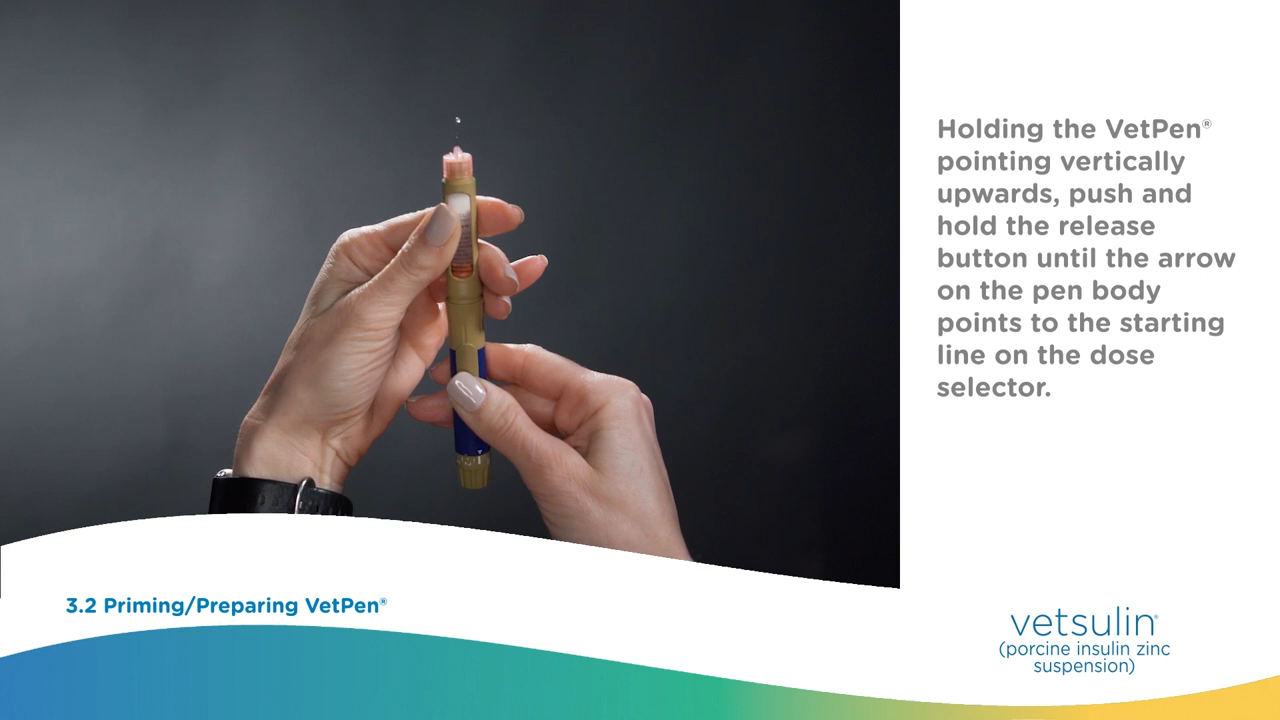 Holding the VetPen®
pointing vertically
upwards, push and
hold the release
button until the arrow
on the pen body
points to the starting
line on the dose
selector.
3.2 Priming/Preparing VetPen®
vetsulin®
(porcine insulin zinc
suspension)